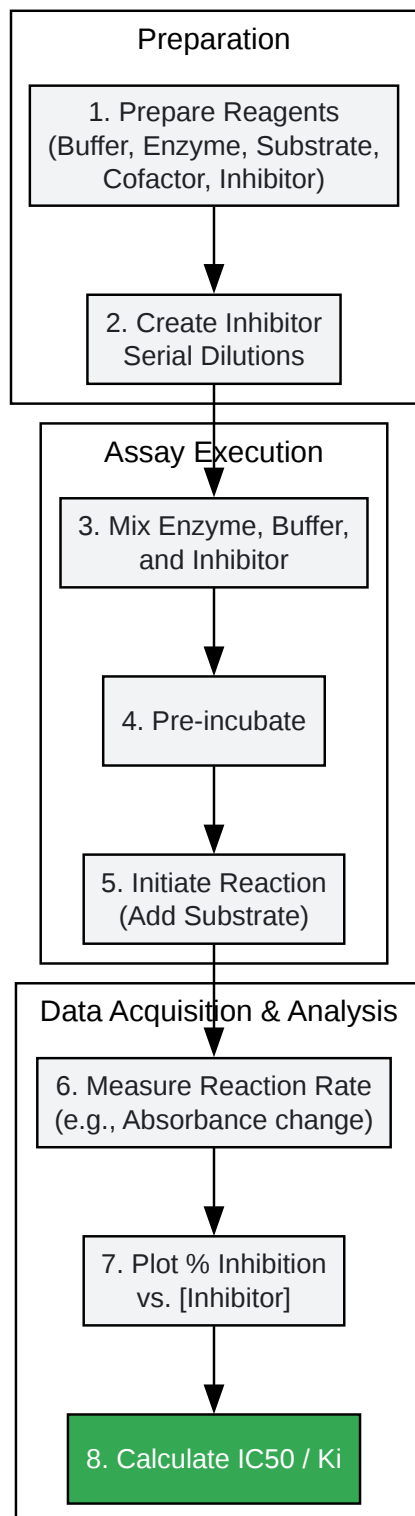 Preparation
1. Prepare Reagents
(Buffer, Enzyme, Substrate,
Cofactor, Inhibitor)
2. Create Inhibitor
Serial Dilutions
Assay Execution
3. Mix Enzyme, Buffer,
and Inhibitor
4. Pre-incubate
5. Initiate Reaction
(Add Substrate)
Data Acquisition & Analysis
6. Measure Reaction Rate
(e.g., Absorbance change)
7. Plot % Inhibition
vs. [Inhibitor]
8. Calculate IC50 / Ki